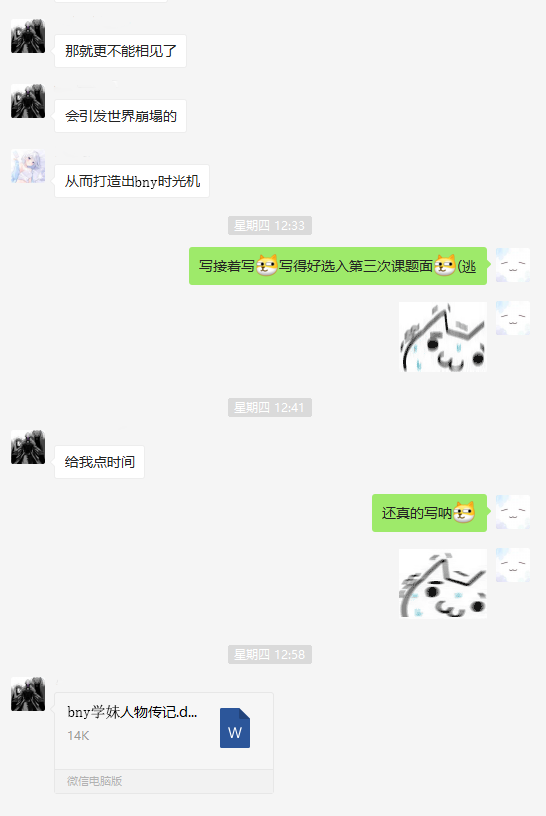 那就更不能相见了
会引发世界崩塌的
从而打造出bny时光机
星期四 12:33
写接着写写得好选入第三次课题面(逃
星期四 12:41
给我点时间
还真的写呐
星期四 12:58
bny学妹人物传记.d...
14K
W
微信电脑版